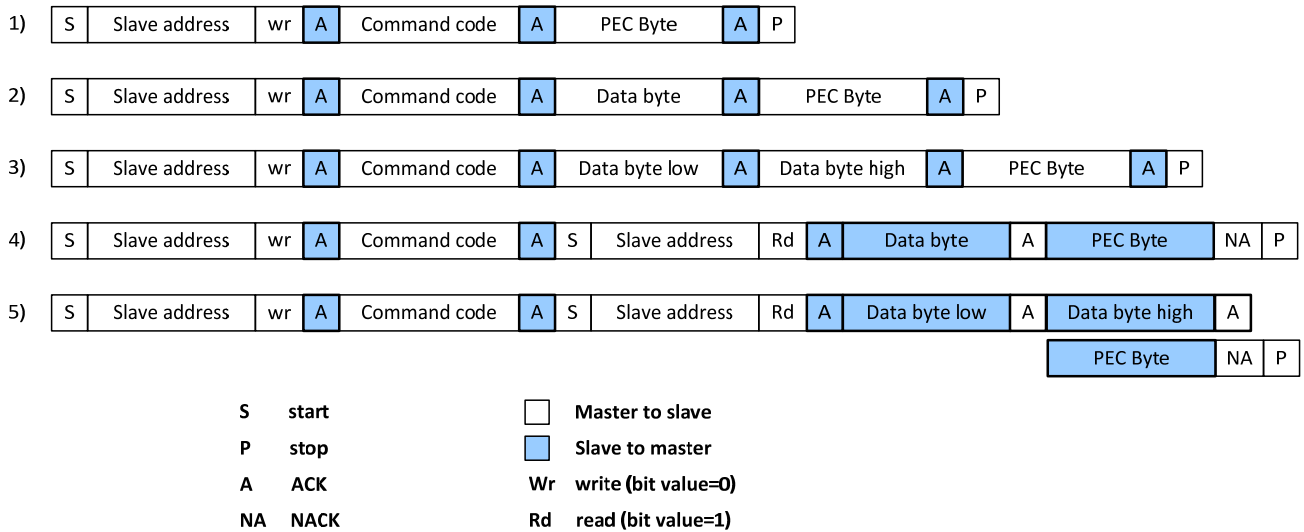 1) S Slave address wr A Command code A PEC Byte A P
2) S Slave address wr A Command code A Data byte A PEC Byte A P
3) S Slave address wr A Command code A Data byte low A Data byte high A PEC Byte A P
4) S Slave address wr A Command code A S Slave address Rd A Data byte A PEC Byte NA P
5) S Slave address wr A Command code A S Slave address Rd A Data byte low A Data byte high A
PEC Byte NA P
S start Master to slave
P stop Slave to master
A ACK Wr write (bit value=0)
NA NACK Rd read (bit value=1)